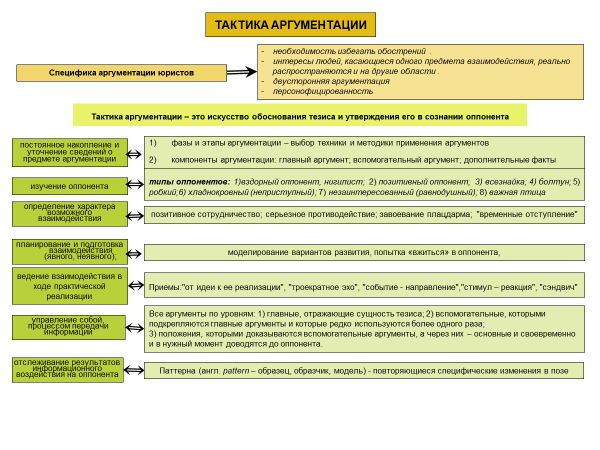 ТАКТИКА АРГУМЕНТАЦИИ
Специфика аргументации юристов
- необходимость избегать обострений .
- интересы людей, касающиеся одного предмета взаимодействия, реально
распространяются и на другие области .
- двусторонняя аргументация
- персонофицированность
Тактика аргументации – это искусство обоснования тезиса и утверждения его в сознании оппонента
постоянное накопление и
уточнение сведений о
предмете аргументации
1) фазы и этапы аргументации – выбор техники и методики применения аргументов
2) компоненты аргументации: главный аргумент; вспомогательный аргумент; дополнительные факты
изучение оппонента
типы оппонентов: 1)вздорный оппонент, нигилист; 2) позитивный оппонент; 3) всезнайка; 4) болтун; 5)
робкий;6) хладнокровный (неприступный); 7) незаинтересованный (равнодушный); 8) важная птица
определение характера
возможного
взаимодействия
позитивное сотрудничество; серьезное противодействие; завоевание плацдарма; "временные отступление"
планирование и подготовка
взаимодействия
(явного, неявного);
моделирование вариантов развития, попытка «вжиться» в оппонента,
ведение взаимодействия в
ходе практической
реализации
Приемы:"от идеи к ее реализации", "троекратное эхо", "событие - направление","стимул – реакция", "сэндвич"
управление собой,
процессом передачи
информации
Все аргументы по уровням: 1) главные, отражающие сущность тезиса; 2) вспомогательные, которыми
подкрепляются главные аргументы и которые редко используются более одного раза;
3) положения, которыми доказываются вспомогательные аргументы, а через них – основные и своевременно
и в нужный момент доводятся до оппонента.
отслеживание результатов
информационного
воздействия на оппонента
Паттерна (англ. pattern – образец, образчик, модель) - повторяющиеся специфические изменения в позе